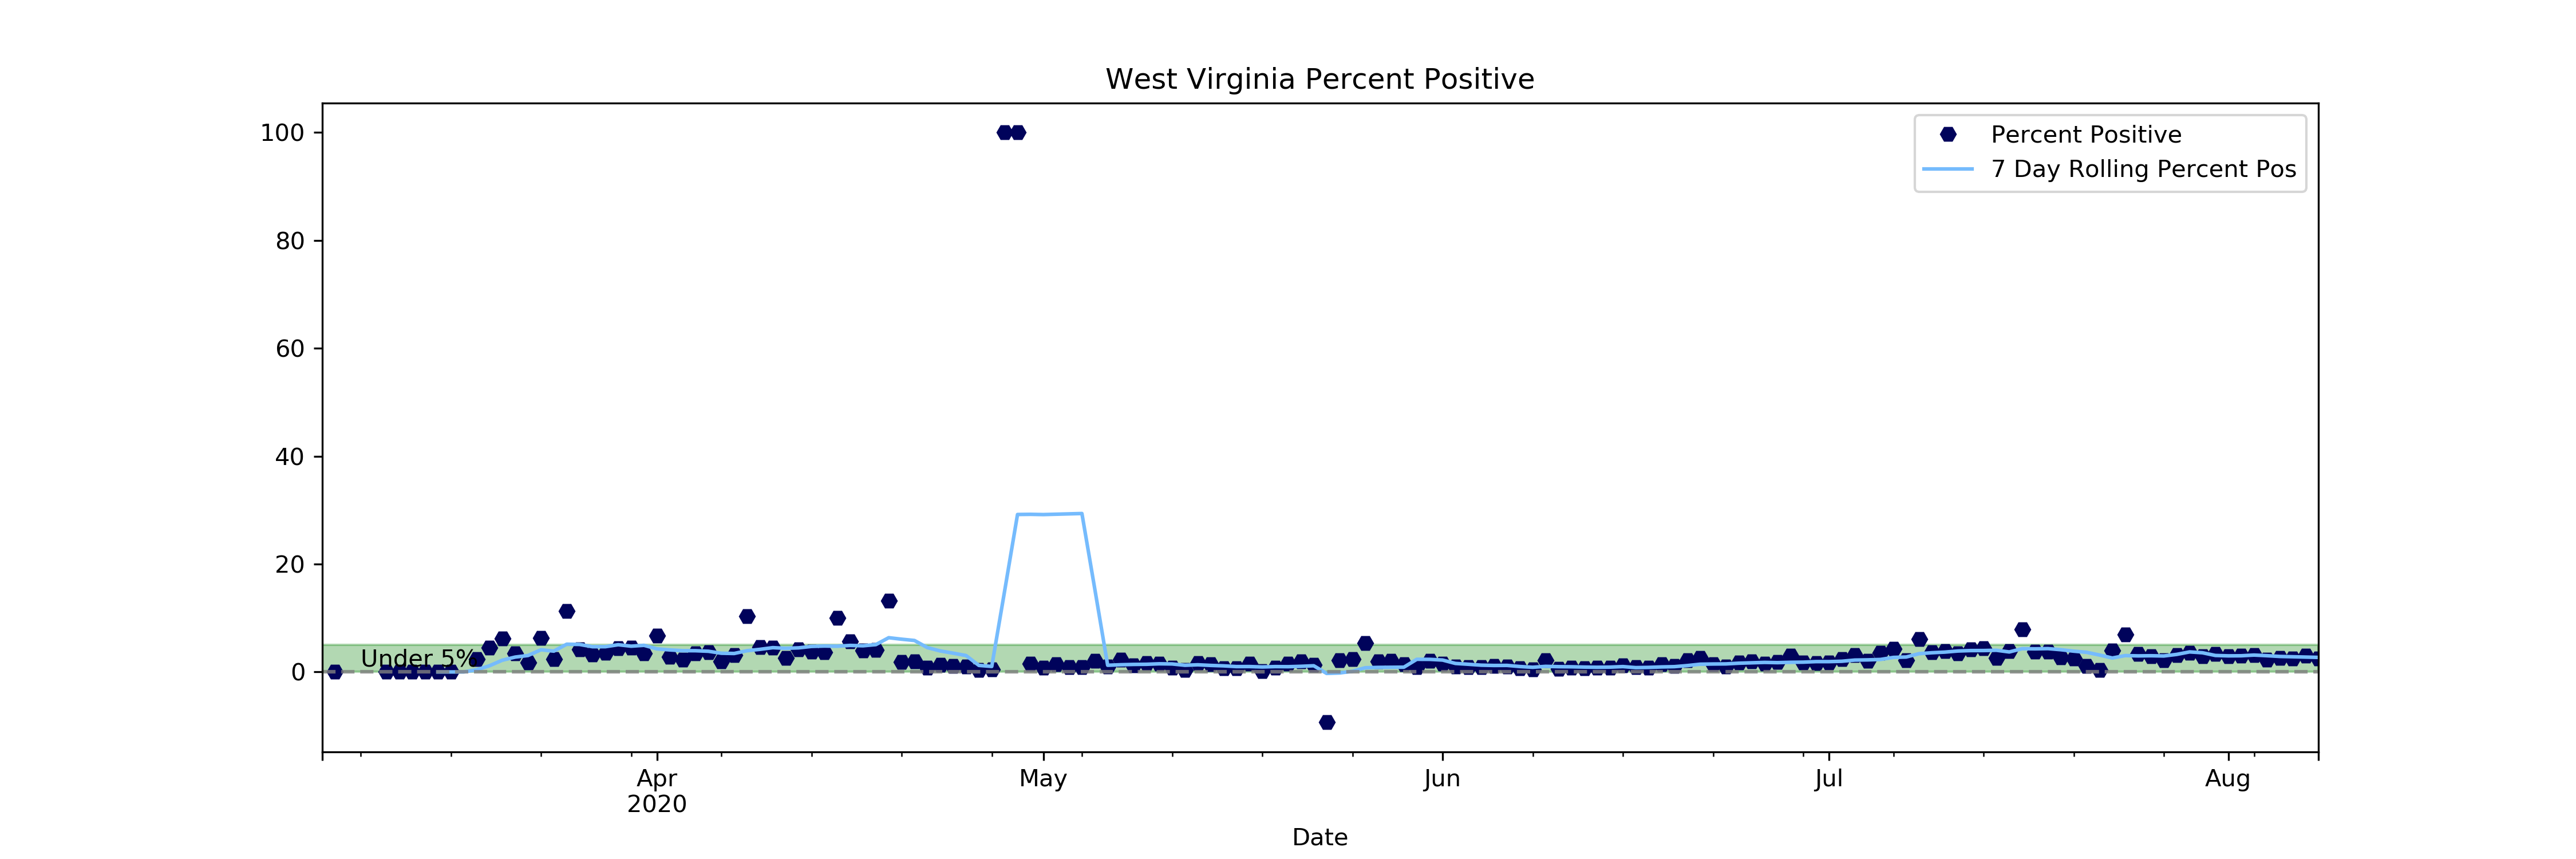 West Virginia Percent Positive
100
80
60
40
20
0
Percent Positive
7 Day Rolling Percent Pos
Under 5%
Apr
2020
May
Jun
Jul
Aug
Date